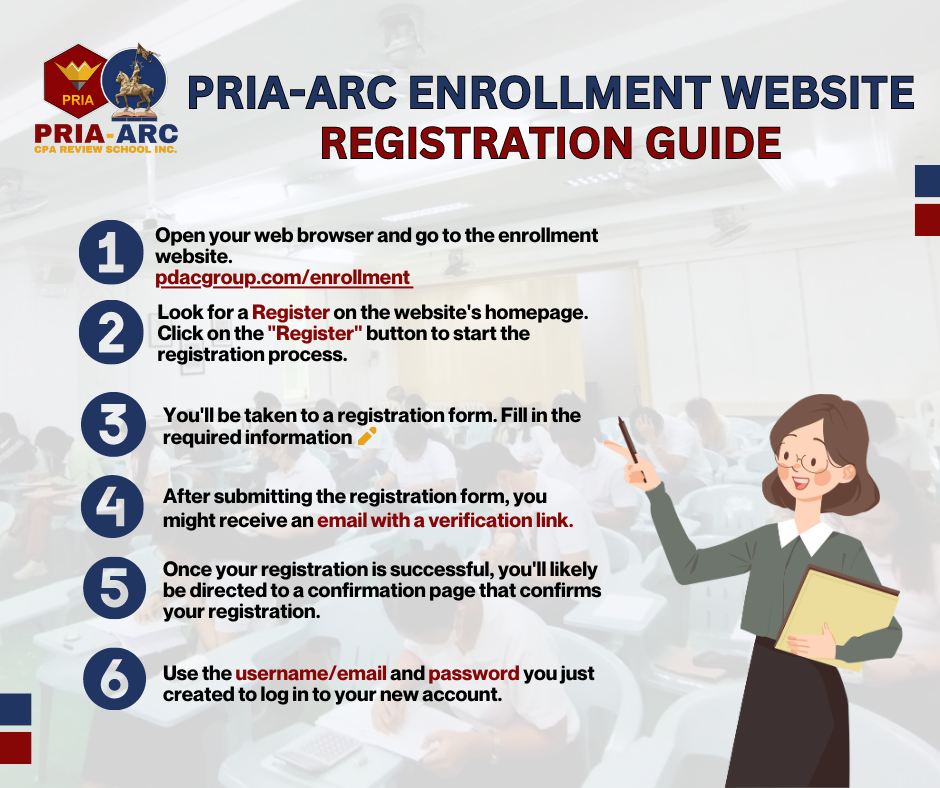 PRIA
PRIA-ARC
CPA REVIEW SCHOOL INC.
PRIA-ARC ENROLLMENT WEBSITE
REGISTRATION GUIDE
1
Open your web browser and go to the enrollment
website.
pdacgroup.com/enrollment
2
Look for a Register on the website's homepage.
Click on the "Register" button to start the
registration process.
3
You'll be taken to a registration form. Fill in the
required information
4
After submitting the registration form, you
might receive an email with a verification link.
5
Once your registration is successful, you'll likely
be directed to a confirmation page that confirms
your registration.
6
Use the username/email and password you just
created to log in to your new account.